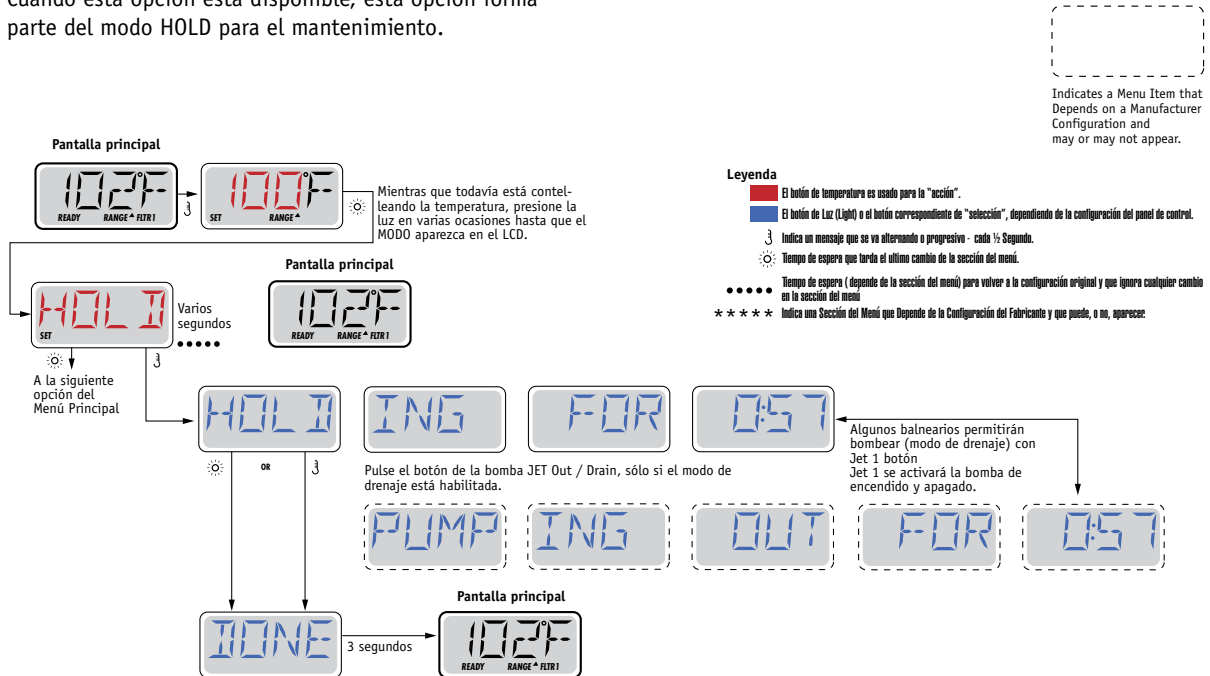 Cuando esta opción está disponible, esta opción forma
parte del modo HOLD para el mantenimiento.
Indicates a Menu Item that
Depends on a Manufacturer
Configuration and
may or may not appear.
Pantalla principal
102°F
READY RANGE FLTR1
100°F
SET RANGE
Mientras que todavía está contel-
leando la temperatura, presione la
luz en varias ocasiones hasta que el
MODO aparezca en el LCD.
Leyenda
El botón de temperatura es usado para la "acción".
El botón de Luz (Light) o el botón correspondiente de "selección", dependiendo de la configuración del panel de control.
Indica un mensaje que se va alternando o progresivo - cada ½ Segundo.
Tiempo de espera que tarda el ultimo cambio de la sección del menú.
Tiempo de espera ( depende de la sección del menú) para volver a la configuración original y que ignora cualquier cambio
en la sección del menú
***** Indica una Sección del Menú que Depende de la Configuración del Fabricante y que puede, o no, aparecer.
HOLD
SET
Varios
segundos
Pantalla principal
102°F
READY RANGE FLTR1
A la siguiente
opción del
Menú Principal
HOLD
ING
FOR
0:57
Algunos balnearios permitirán
bombear (modo de drenaje) con
Jet 1 botón
Jet 1 se activará la bomba de
encendido y apagado.
OR
Pulse el botón de la bomba JET Out / Drain, sólo si el modo de
drenaje está habilitada.
PUMP
ING
OUT
FOR
0:57
DONE
3 segundos
Pantalla principal
102°F
READY RANGE FLTR1